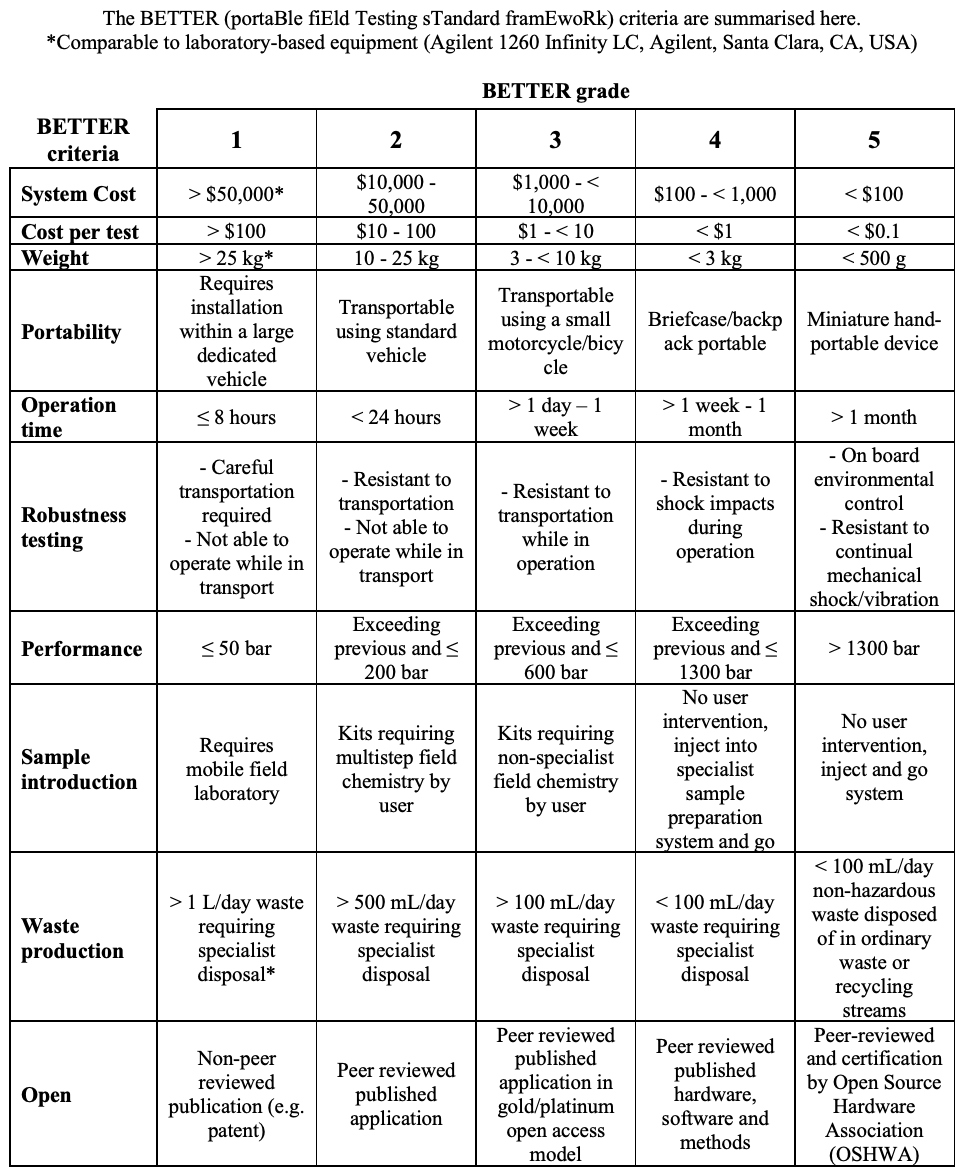 The BETTER (portaBle fiEld Testing sTandard framEwoRk) criteria are summarised here.
*Comparable to laboratory-based equipment (Agilent 1260 Infinity LC, Agilent, Santa Clara, CA, USA)
BETTER grade
BETTER
criteria
1
2
3
4
5
System Cost
> $50,000*
$10,000 -
50,000
$1,000 - <
10,000
$100 - < 1,000
< $100
Cost per test
> $100
$10 - 100
$1 - < 10
< $1
< $0.1
Weight
> 25 kg*
10 - 25 kg
3 - < 10 kg
< 3 kg
< 500 g
Portability
Requires
installation
within a large
dedicated
vehicle
Transportable
using standard
vehicle
Transportable
using a small
motorcycle/bicy
cle
Briefcase/backp
ack portable
Miniature hand-
portable device
Operation
time
≤ 8 hours
< 24 hours
> 1 day – 1
week
> 1 week - 1
month
> 1 month
Robustness
testing
- Careful
transportation
required
- Not able to
operate while in
transport
- Resistant to
transportation
- Not able to
operate while in
transport
- Resistant to
transportation
while in
operation
- Resistant to
shock impacts
during
operation
- On board
environmental
control
- Resistant to
continual
mechanical
shock/vibration
Performance
≤ 50 bar
Exceeding
previous and ≤
200 bar
Exceeding
previous and ≤
600 bar
Exceeding
previous and ≤
1300 bar
> 1300 bar
Sample
introduction
Requires
mobile field
laboratory
Kits requiring
multistep field
chemistry by
user
Kits requiring
non-specialist
field chemistry
by user
No user
intervention,
inject into
specialist
sample
preparation
system and go
No user
intervention,
inject and go
system
Waste
production
> 1 L/day waste
requiring
specialist
disposal*
> 500 mL/day
waste requiring
specialist
disposal
> 100 mL/day
waste requiring
specialist
disposal
< 100 mL/day
waste requiring
specialist
disposal
< 100 mL/day
non-hazardous
waste disposed
of in ordinary
waste or
recycling
streams
Open
Non-peer
reviewed
publication (e.g.
patent)
Peer reviewed
published
application
Peer reviewed
published
application in
gold/platinum
open access
model
Peer reviewed
published
hardware,
software and
methods
Peer-reviewed
and certification
by Open Source
Hardware
Association
(OSHWA)